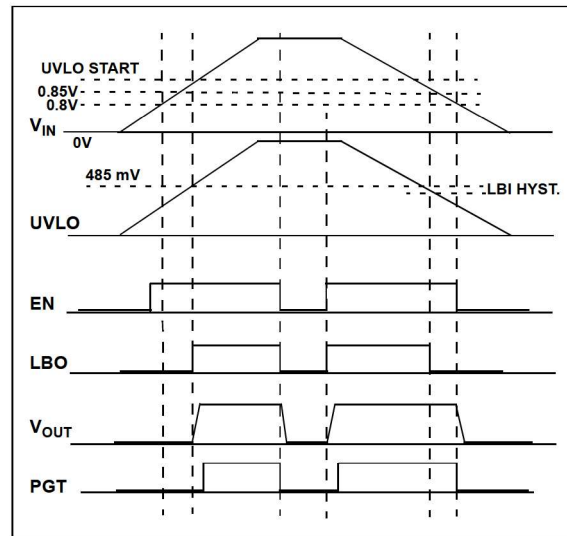 UVLO START
0.85V
0.8V
VIN
0V
485 mV
LBI HYST.
UVLO
EN
LBO
VOUT
PGT